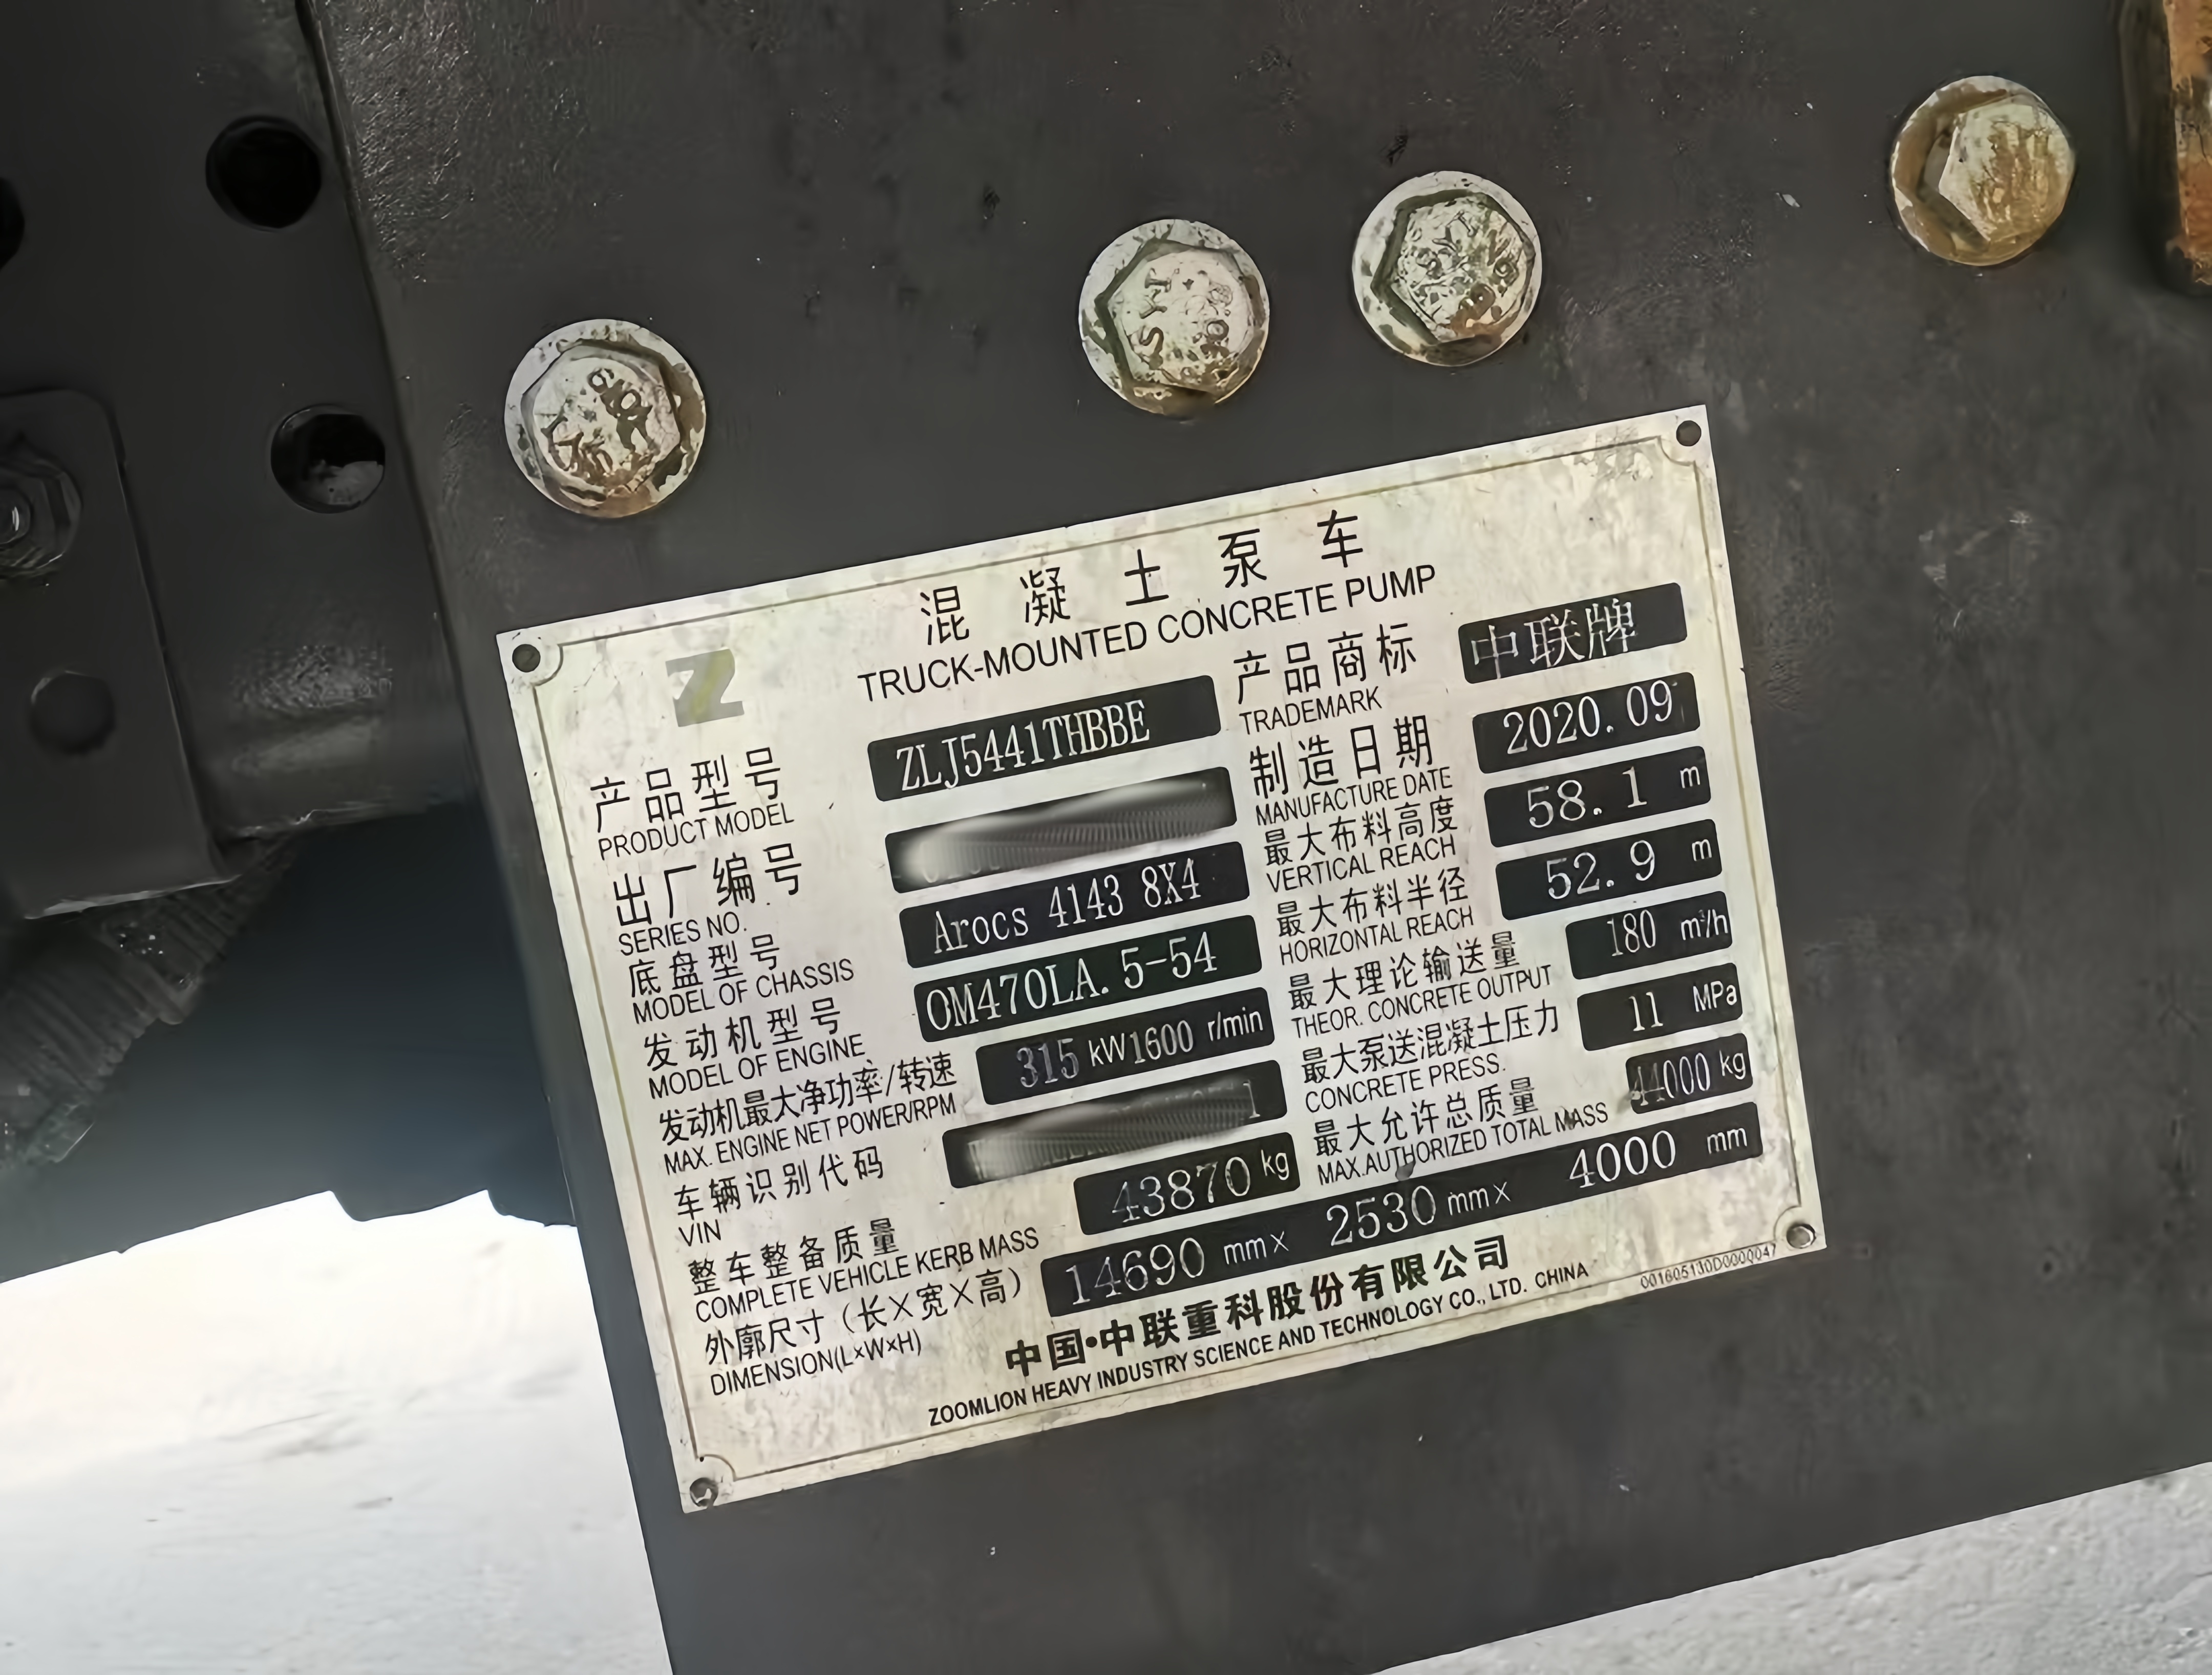 混凝土泵车
TRUCK-MOUNTED CONCRETE PUMP
Z
产品型号 ZLJ5441THBBE
PRODUCT MODEL
出厂编号
SERIES NO.
底盘型号 Arocs 4143 8X4
MODEL OF CHASSIS
发动机型号 OM470LA.5-54
MODEL OF ENGINE
发动机最大净功率/转速 315 kW1600 r/min
MAX. ENGINE NET POWER/RPM
车辆识别代码
VIN
整车整备质量 43870 kg
COMPLETE VEHICLE KERB MASS
产品商标 中联牌
TRADEMARK
制造日期 2020.09
MANUFACTURE DATE
最大布料高度 58.1 m
VERTICAL REACH
最大布料半径 52.9 m
HORIZONTAL REACH
最大理论输送量 180 m³/h
THEOR. CONCRETE OUTPUT
最大泵送混凝土压力 11 MPa
CONCRETE PRESS.
最大允许总质量 44000 kg
MAX.AUTHORIZED TOTAL MASS
外廓尺寸（长×宽×高） 14690 mm× 2530 mm× 4000 mm
DIMENSION(L×W×H)
中国·中联重科股份有限公司
ZOOMLION HEAVY INDUSTRY SCIENCE AND TECHNOLOGY CO., LTD. CHINA
001605130D0000047